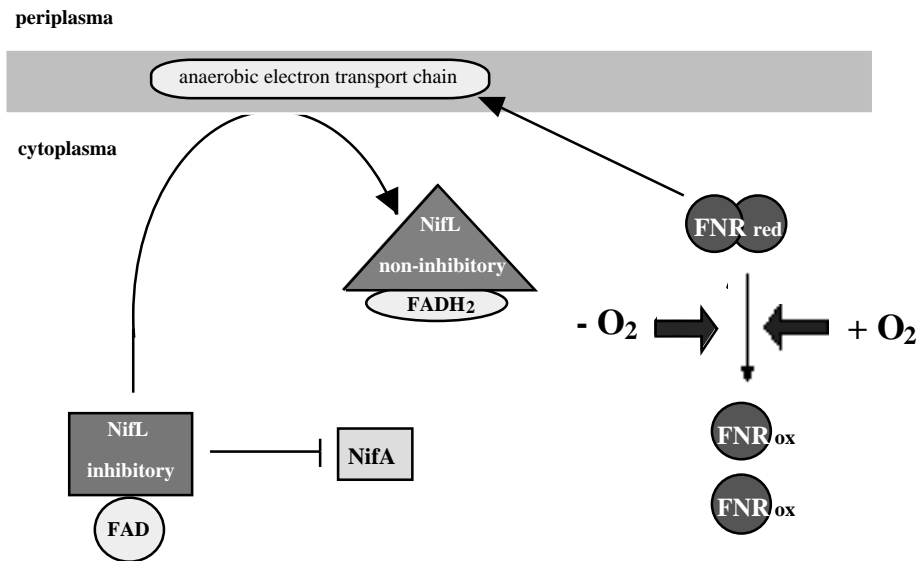 periplasma
anaerobic electron transport chain
cytoplasma
NifL
non-inhibitory
FADH2
FNR red
- O2
+ O2
NifL
inhibitory
NifA
FAD
FNR ox
FNR ox